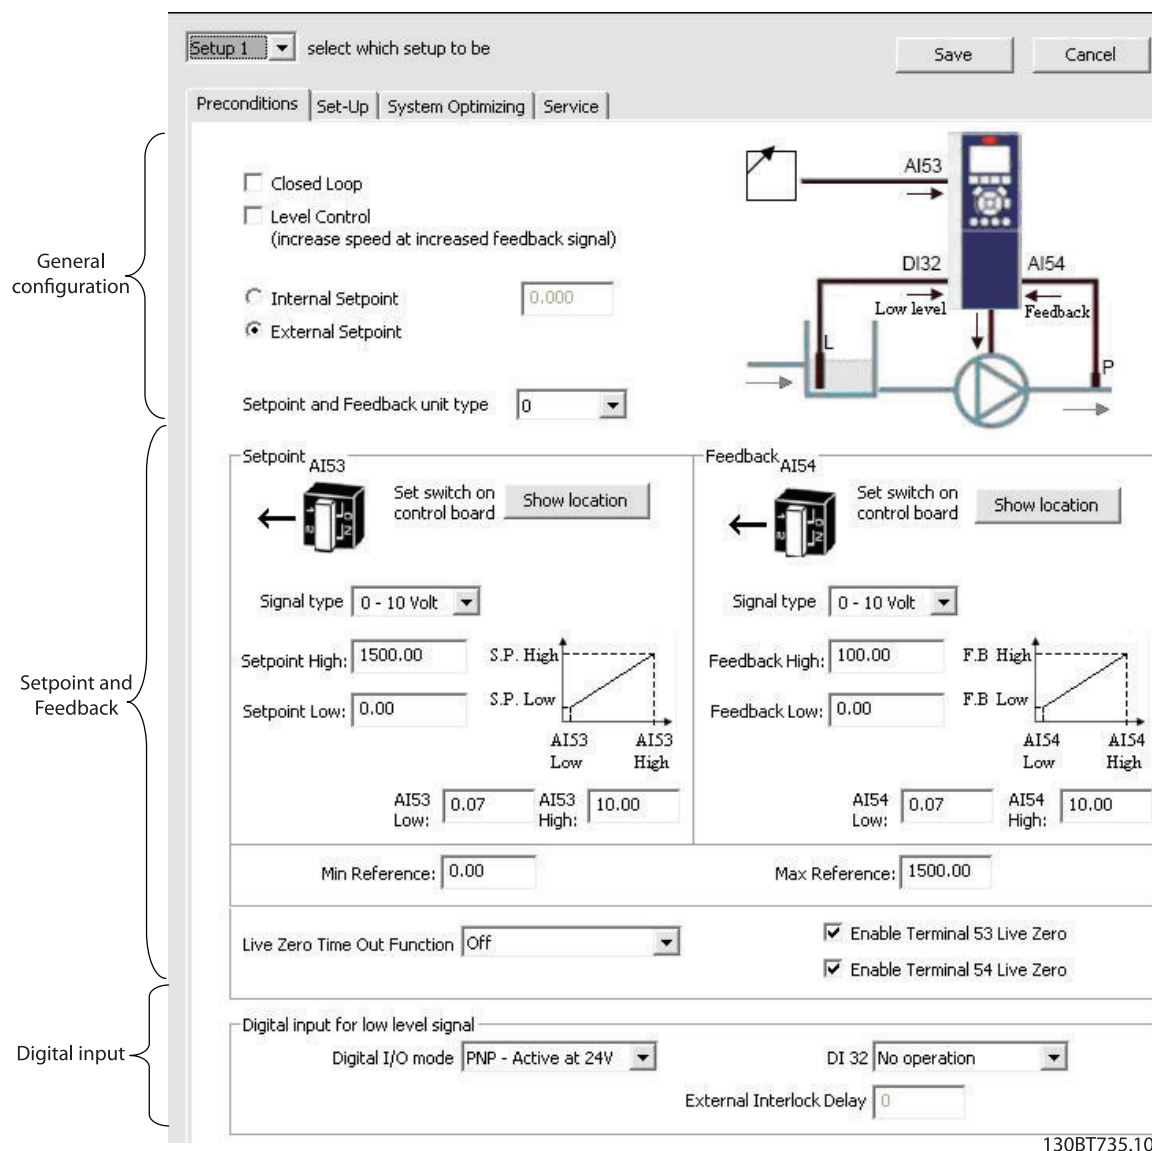 Setup 1 select which setup to be
Save Cancel
Preconditions Set-Up System Optimizing Service
General
configuration
Closed Loop
Level Control
(increase speed at increased feedback signal)
Internal Setpoint 0.000
External Setpoint
Setpoint and Feedback unit type 0
AI53
DI32 AI54
Low level Feedback
L
P
Setpoint and
Feedback
Setpoint
AI53
Set switch on
control board
Show location
Signal type 0 - 10 Volt
Setpoint High: 1500.00
Setpoint Low: 0.00
S.P. High
S.P. Low
AI53 AI53
Low High
AI53
Low: 0.07
AI53
High: 10.00
Feedback
AI54
Set switch on
control board
Show location
Signal type 0 - 10 Volt
Feedback High: 100.00
Feedback Low: 0.00
F.B High
F.B Low
AI54 AI54
Low High
AI54
Low: 0.07
AI54
High: 10.00
Min Reference: 0.00 Max Reference: 1500.00
Live Zero Time Out Function Off
Enable Terminal 53 Live Zero
Enable Terminal 54 Live Zero
Digital input
Digital input for low level signal
Digital I/O mode PNP - Active at 24V DI 32 No operation
External Interlock Delay 0
130BT735.10